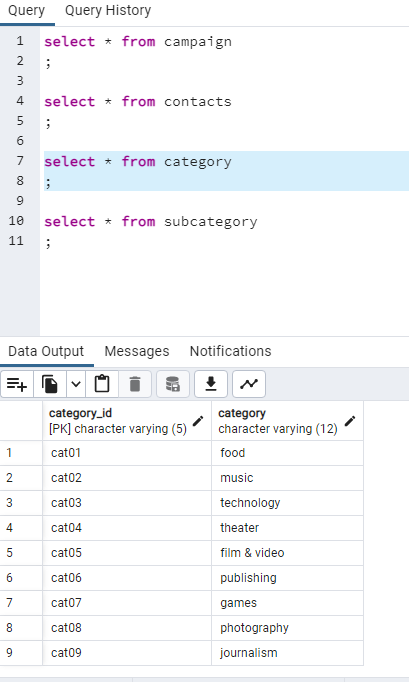 Query Query History
1 select * from campaign
2 ;
3
4 select * from contacts
5 ;
6
7 select * from category
8 ;
9
10 select * from subcategory
11 ;
Data Output Messages Notifications
category_id category
[PK] character varying (5) character varying (12)
1 cat01 food
2 cat02 music
3 cat03 technology
4 cat04 theater
5 cat05 film & video
6 cat06 publishing
7 cat07 games
8 cat08 photography
9 cat09 journalism